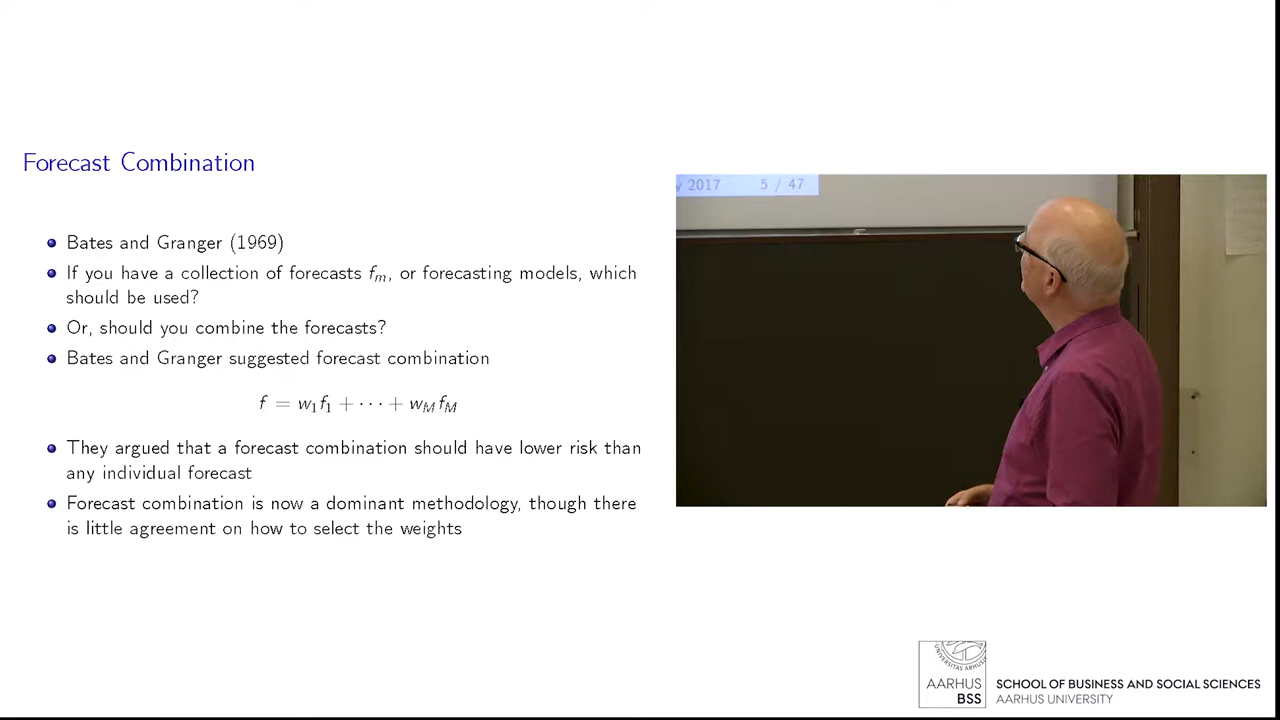 Forecast Combination
Bates and Granger (1969)
If you have a collection of forecasts fₘ, or forecasting models, which
should be used?
Or, should you combine the forecasts?
Bates and Granger suggested forecast combination
f = w₁f₁ + · · · + w_M f_M
They argued that a forecast combination should have lower risk than
any individual forecast
Forecast combination is now a dominant methodology, though there
is little agreement on how to select the weights
2017 5 / 47
AARHUS
BSS
SCHOOL OF BUSINESS AND SOCIAL SCIENCES
AARHUS UNIVERSITY